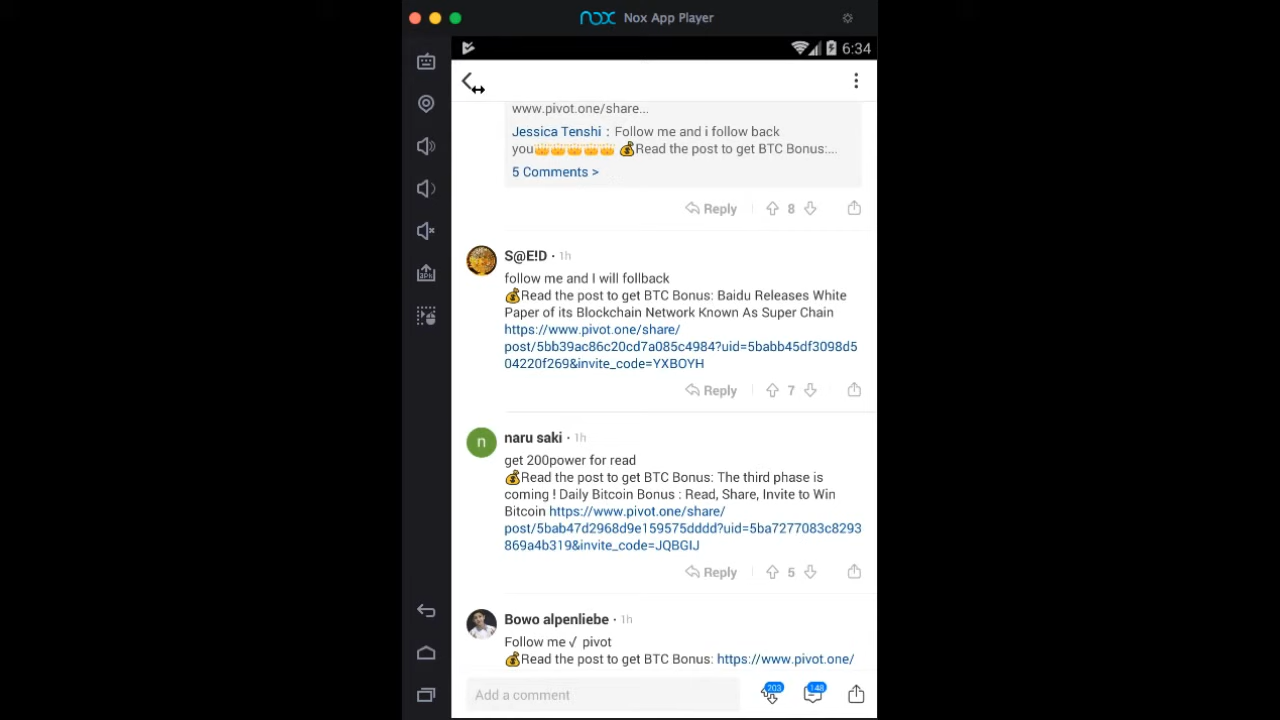 nox Nox App Player
6:34
www.pivot.one/share...
Jessica Tenshi : Follow me and i follow back
you👑👑👑👑👑 💰Read the post to get BTC Bonus:...
5 Comments >
Reply 8
S@E!D · 1h
follow me and I will follback
💰Read the post to get BTC Bonus: Baidu Releases White
Paper of its Blockchain Network Known As Super Chain
https://www.pivot.one/share/
post/5bb39ac86c20cd7a085c4984?uid=5babb45df3098d5
04220f269&invite_code=YXBOYH
Reply 7
n
naru saki · 1h
get 200power for read
💰Read the post to get BTC Bonus: The third phase is
coming ! Daily Bitcoin Bonus : Read, Share, Invite to Win
Bitcoin https://www.pivot.one/share/
post/5bab47d2968d9e159575dddd?uid=5ba7277083c8293
869a4b319&invite_code=JQBGIJ
Reply 5
Bowo alpenliebe · 1h
Follow me √ pivot
💰Read the post to get BTC Bonus: https://www.pivot.one/
Add a comment
203
148
APK